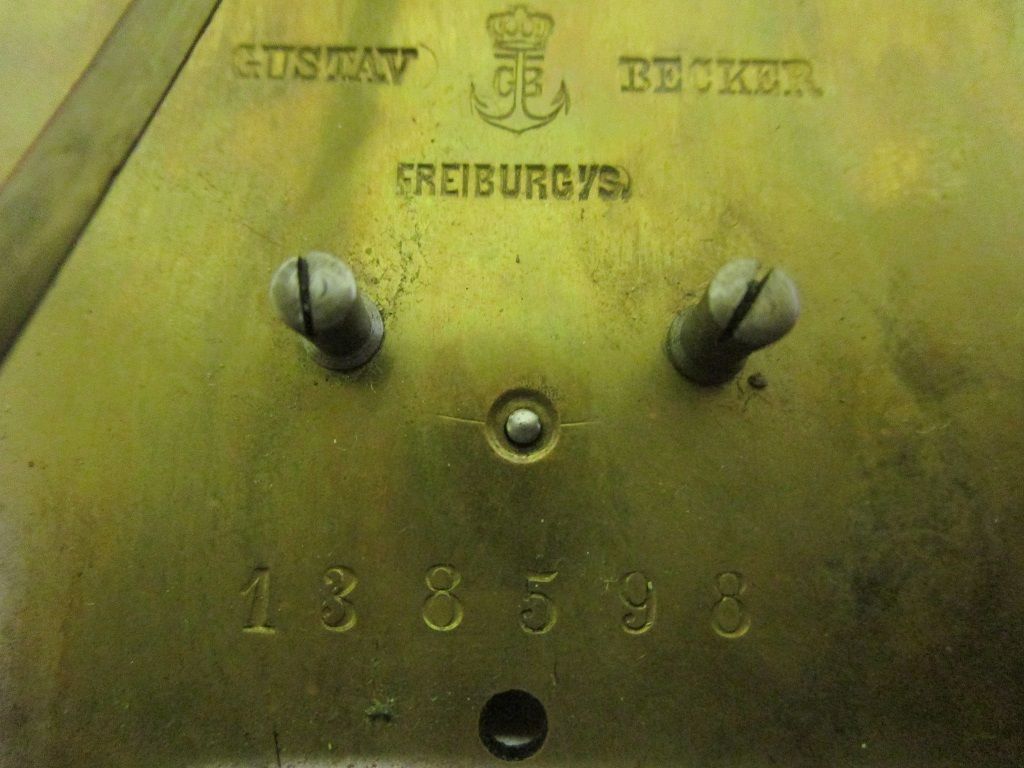 GUSTAV GB BECKER
FREIBURG I/S.
138598